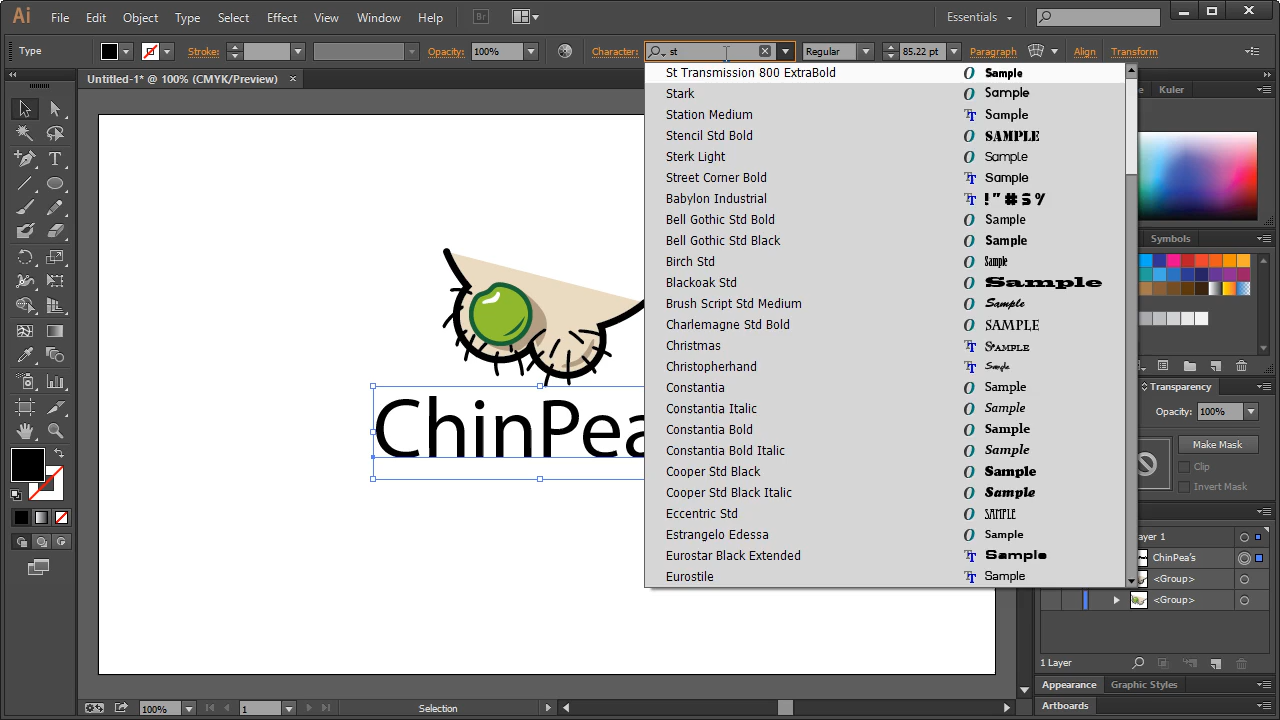 Ai File Edit Object Type Select Effect View Window Help Br Essentials
Type Stroke: Opacity: 100% Character: st Regular 85.22 pt Paragraph Align Transform
Untitled-1* @ 100% (CMYK/Preview)
St Transmission 800 ExtraBold Sample
Stark Sample
Station Medium Sample
Stencil Std Bold SAMPLE
Sterk Light Sample
Street Corner Bold Sample
Babylon Industrial !"#$%
Bell Gothic Std Bold Sample
Bell Gothic Std Black Sample
Birch Std Sample
Blackoak Std Sample
Brush Script Std Medium Sample
Charlemagne Std Bold SAMPLE
Christmas SAMPLE
Christopherhand Sample
Constantia Sample
Constantia Italic Sample
Constantia Bold Sample
Constantia Bold Italic Sample
Cooper Std Black Sample
Cooper Std Black Italic Sample
Eccentric Std SAMPLE
Estrangelo Edessa Sample
Eurostar Black Extended Sample
Eurostile Sample
ChinPea
Kuler
Symbols
Transparency
Opacity: 100%
Make Mask
Clip
Invert Mask
ayer 1
ChinPea's
<Group>
<Group>
1 Layer
Appearance Graphic Styles
Artboards
100% 1 Selection